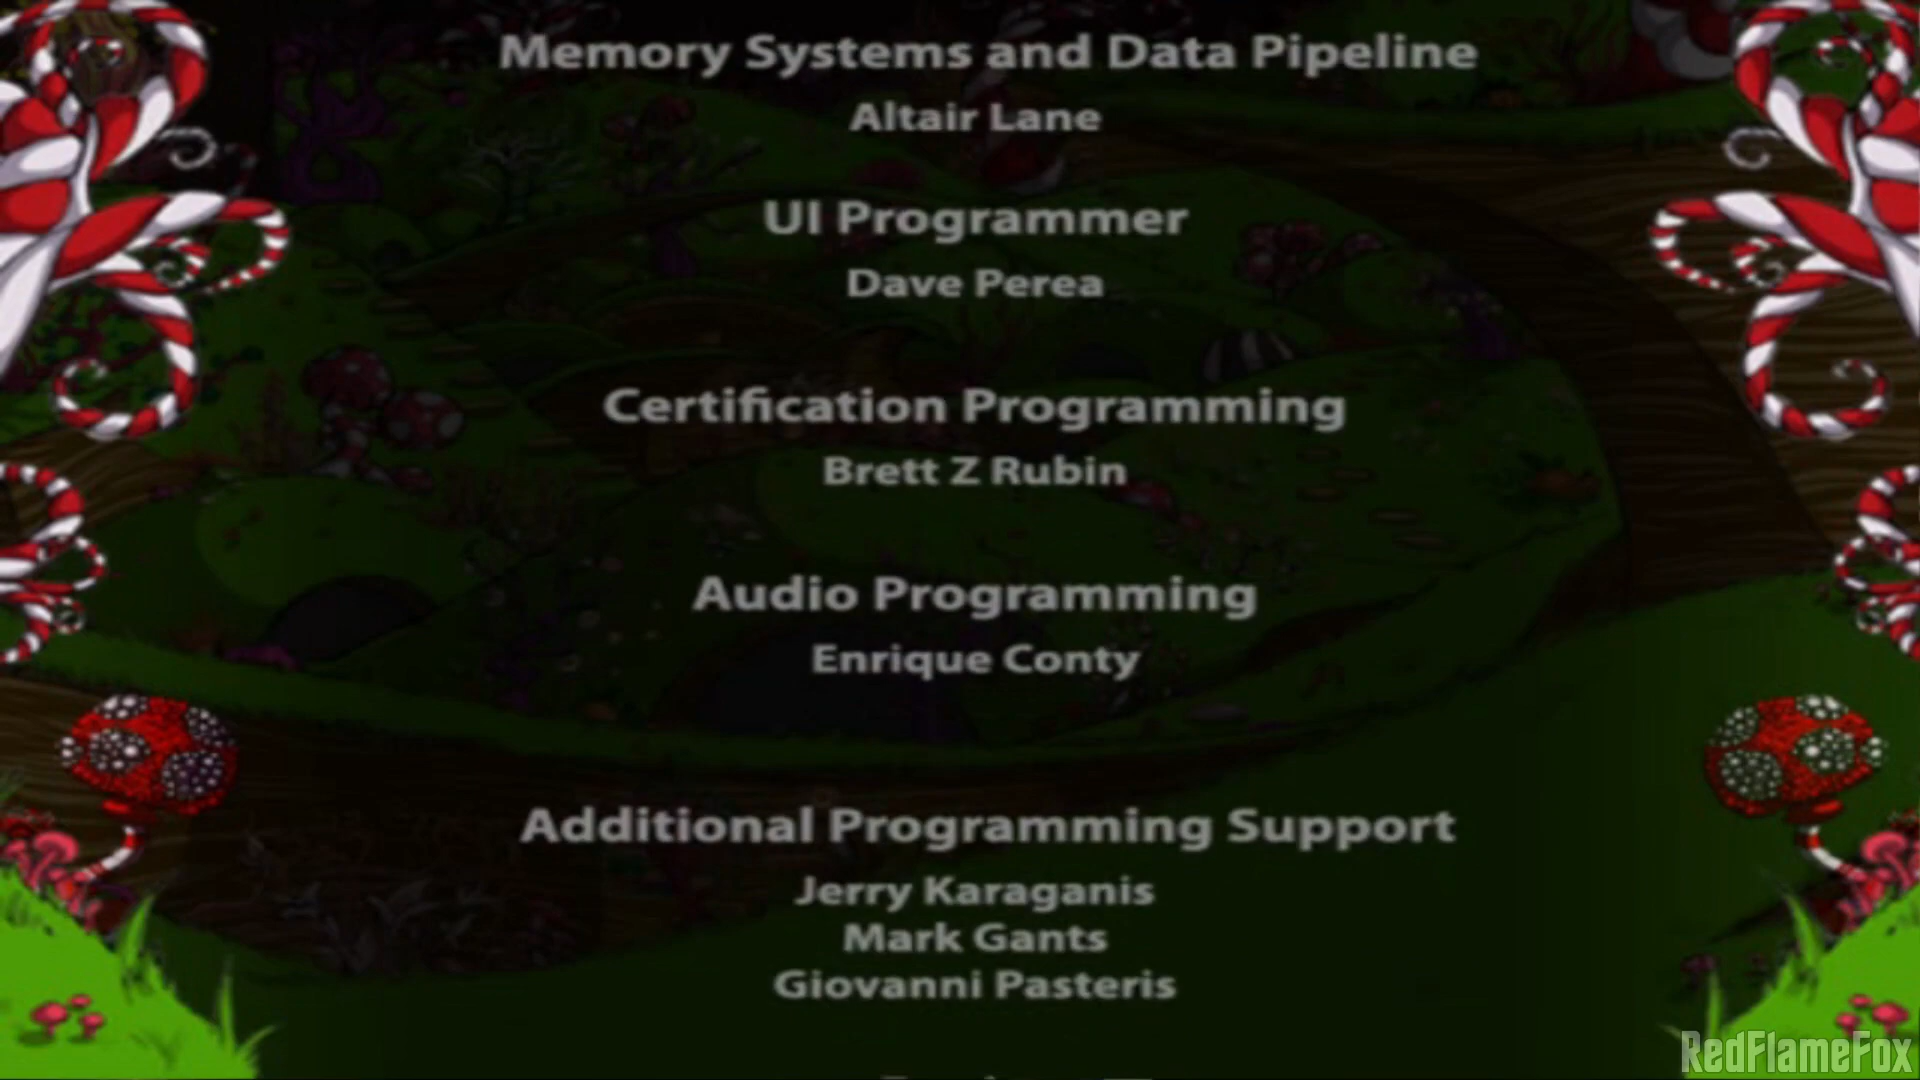 Memory Systems and Data Pipeline
Altair Lane
UI Programmer
Dave Perea
Certification Programming
Brett Z Rubin
Audio Programming
Enrique Conty
Additional Programming Support
Jerry Karaganis
Mark Gants
Giovanni Pasteris
RedFlameFox